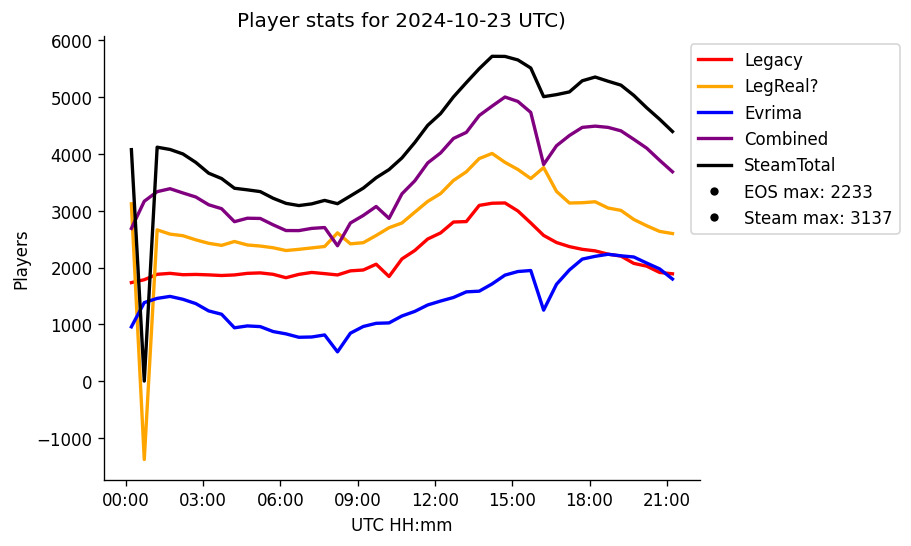 Player stats for 2024-10-23 UTC)
Players
6000
5000
4000
3000
2000
1000
0
−1000
00:00 03:00 06:00 09:00 12:00 15:00 18:00 21:00
UTC HH:mm
Legacy
LegReal?
Evrima
Combined
SteamTotal
EOS max: 2233
Steam max: 3137